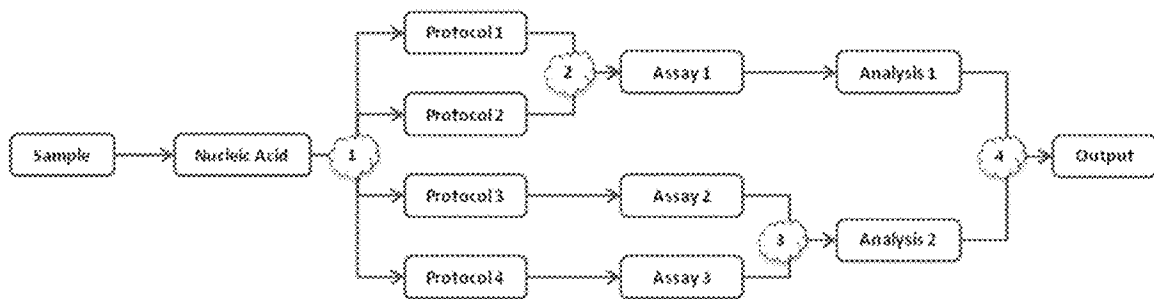 Protocol 1
2
Assay 1
Analysis 1
Protocol 2
Sample
Nucleic Acid
1
4
Output
Protocol 3
Assay 2
3
Analysis 2
Protocol 4
Assay 3